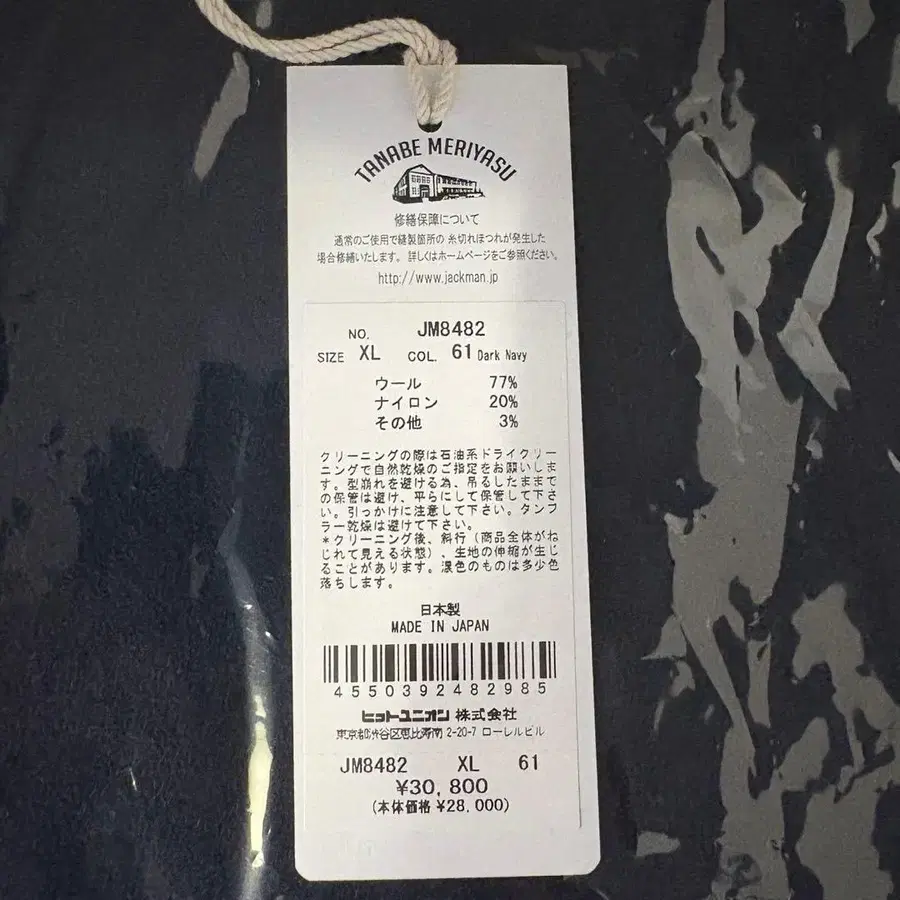 TANABE MERIYASU
修繕保障について
通常のご使用で縫製箇所の 糸切れほつれが発生した
場合修繕いたします。 詳しくはホームページをご参照ください。
http://www.jackman.jp
NO. JM8482
SIZE XL COL. 61 Dark Navy
ウール 77%
ナイロン 20%
その他 3%
クリーニングの際は石油系ドライクリー
ニングで自然乾燥のご指定をお願いしま
す。型崩れを避ける為、吊るしたままで
の保管は避け、平らにして保管して下さ
い。引っかけに注意して下さい。タンブ
ラー乾燥は避けて下さい。
*クリーニング後、斜行（商品全体がね
じれて見える状態）、生地の伸縮が生じ
ることがあります。濃色のものは多少色
落ちします。
日本製
MADE IN JAPAN
4550392482985
ヒットユニオン 株式会社
東京都渋谷区恵比寿南 2-20-7 ローレルビル
JM8482 XL 61
¥30,800
(本体価格 ¥28,000)